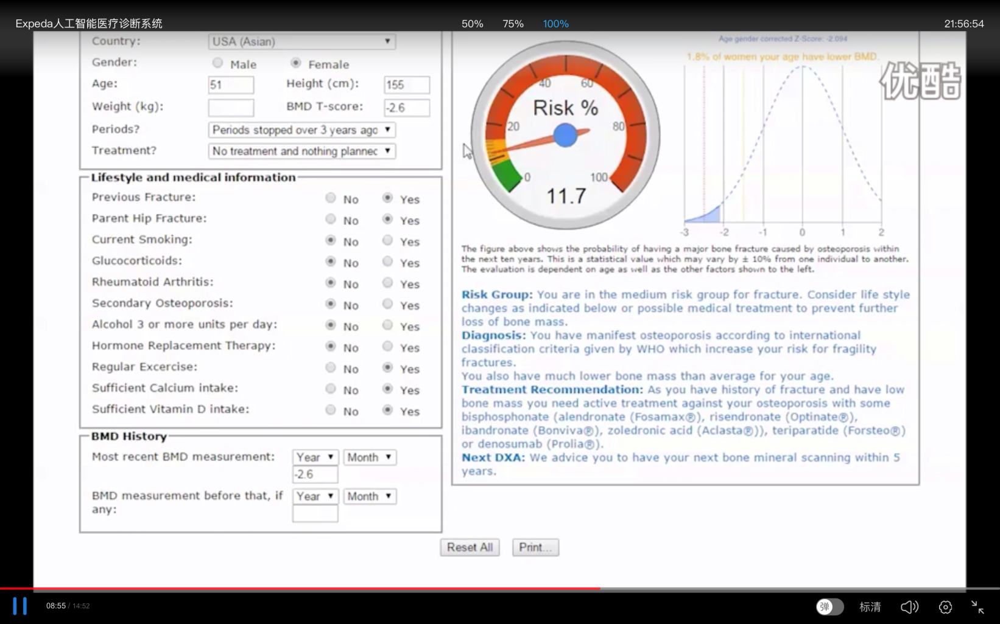 Expeda人工智能医疗诊断系统
50% 75% 100%
21:56:54
优酷
Country: USA (Asian)
Gender: Male Female
Age: 51 Height (cm): 155
Weight (kg): BMD T-score: -2.6
Periods? Periods stopped over 3 years ago
Treatment? No treatment and nothing plannec
Lifestyle and medical information
Previous Fracture: No Yes
Parent Hip Fracture: No Yes
Current Smoking: No Yes
Glucocorticoids: No Yes
Rheumatoid Arthritis: No Yes
Secondary Osteoporosis: No Yes
Alcohol 3 or more units per day: No Yes
Hormone Replacement Therapy: No Yes
Regular Excercise: No Yes
Sufficient Calcium intake: No Yes
Sufficient Vitamin D intake: No Yes
BMD History
Most recent BMD measurement: Year Month
-2.6
BMD measurement before that, if Year Month
any:
40 60
Risk %
20 80
0 100
11.7
Age gender corrected Z-Score: -2.094
1.8% of women your age have lower BMD.
-3 -2 -1 0 1 2
The figure above shows the probability of having a major bone fracture caused by osteoporosis within
the next ten years. This is a statistical value which may vary by ± 10% from one individual to another.
The evaluation is dependent on age as well as the other factors shown to the left.
Risk Group: You are in the medium risk group for fracture. Consider life style
changes as indicated below or possible medical treatment to prevent further
loss of bone mass.
Diagnosis: You have manifest osteoporosis according to international
classification criteria given by WHO which increase your risk for fragility
fractures.
You also have much lower bone mass than average for your age.
Treatment Recommendation: As you have history of fracture and have low
bone mass you need active treatment against your osteoporosis with some
bisphosphonate (alendronate (Fosamax®), risendronate (Optinate®),
ibandronate (Bonviva®), zoledronic acid (Aclasta®)), teriparatide (Forsteo®)
or denosumab (Prolia®).
Next DXA: We advice you to have your next bone mineral scanning within 5
years.
Reset All Print...
08:55 / 14:52
弹 标清